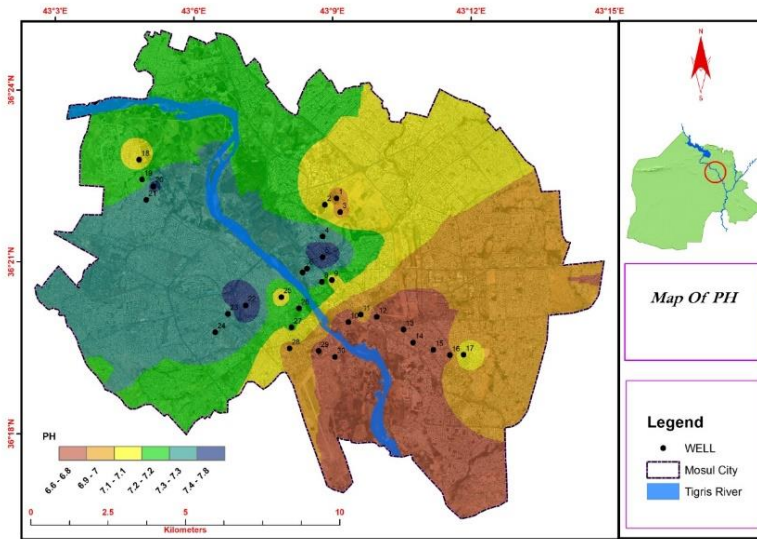 43°3'E 43°6'E 43°9'E 43°12'E 43°15'E
36°24'N
36°21'N
36°18'N
18
19
20
21
1
2
3
4
8
9
22
23
24
25
27
28
29
30
10
11
12
13
14
15
16
17
PH
6.6 - 6.8
6.9 - 7
7.1 - 7.1
7.2 - 7.2
7.3 - 7.3
7.4 - 7.8
0 2.5 5 10
Kilometers
N
S
Map Of PH
Legend
WELL
Mosul City
Tigris River